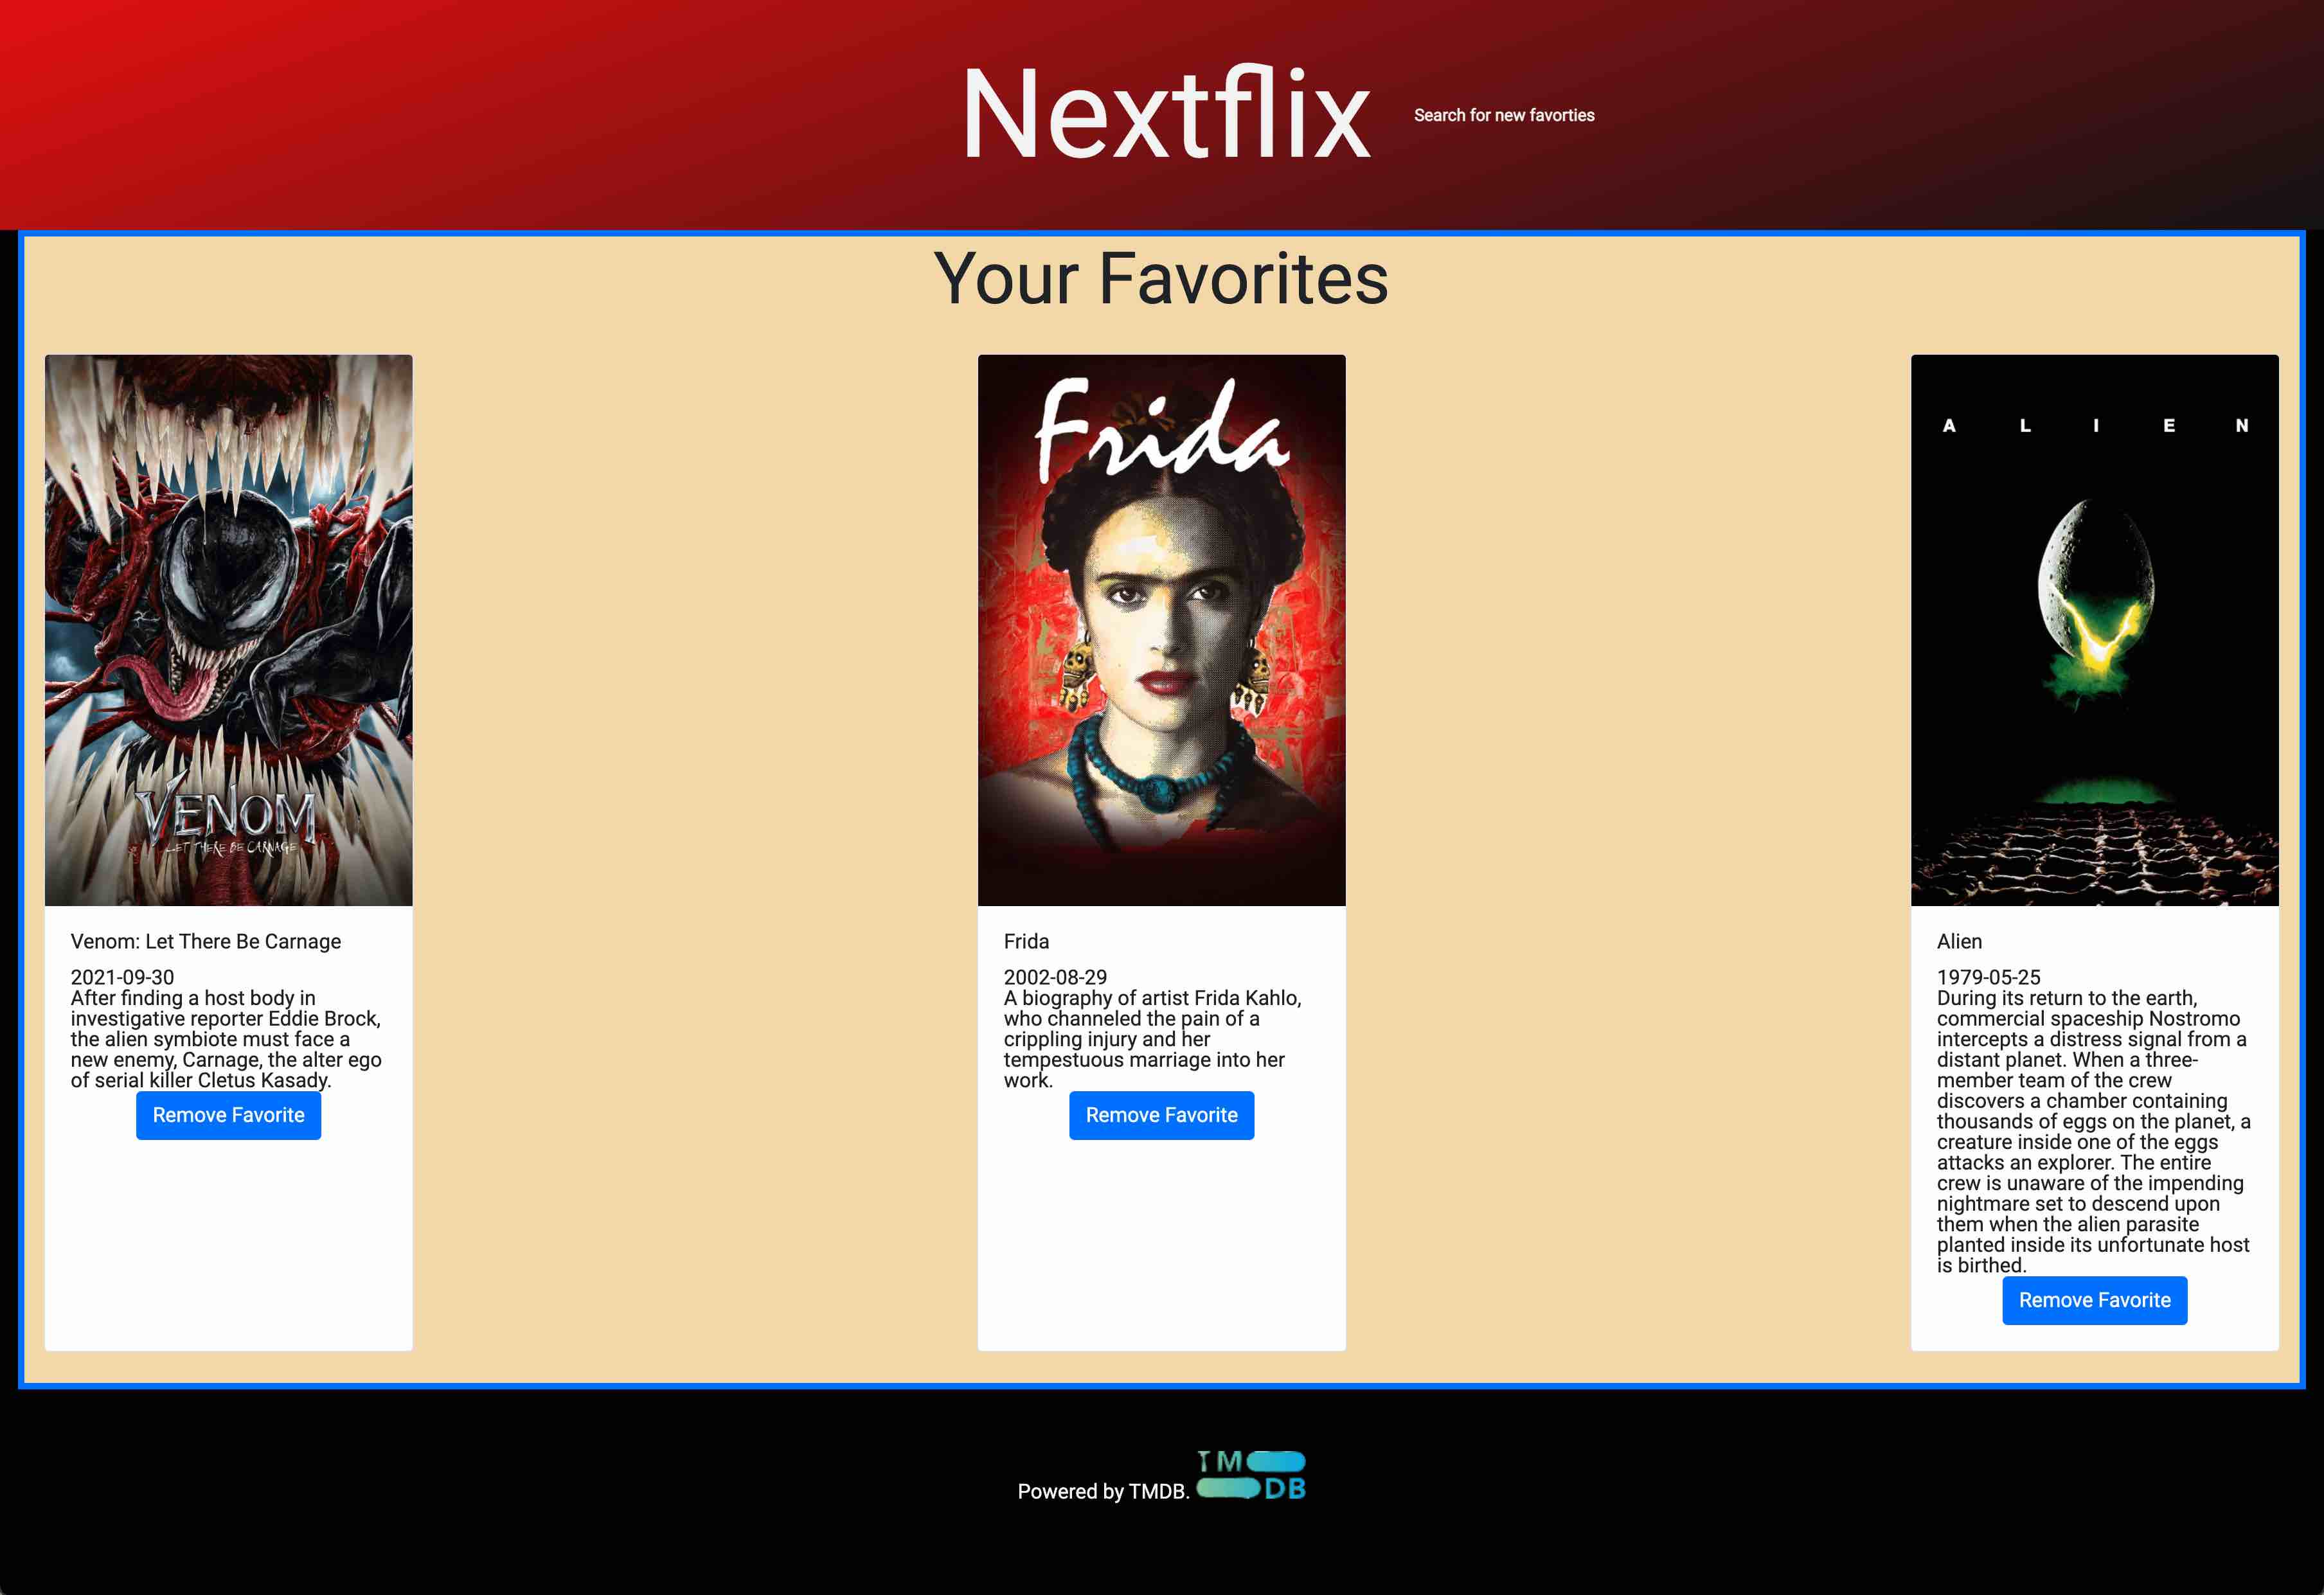 Nextflix
Search for new favorties
Your Favorites
VENOM
LET THERE BE CARNAGE
Venom: Let There Be Carnage
2021-09-30
After finding a host body in
investigative reporter Eddie Brock,
the alien symbiote must face a
new enemy, Carnage, the alter ego
of serial killer Cletus Kasady.
Remove Favorite
Frida
Frida
2002-08-29
A biography of artist Frida Kahlo,
who channeled the pain of a
crippling injury and her
tempestuous marriage into her
work.
Remove Favorite
A L I E N
Alien
1979-05-25
During its return to the earth,
commercial spaceship Nostromo
intercepts a distress signal from a
distant planet. When a three-
member team of the crew
discovers a chamber containing
thousands of eggs on the planet, a
creature inside one of the eggs
attacks an explorer. The entire
crew is unaware of the impending
nightmare set to descend upon
them when the alien parasite
planted inside its unfortunate host
is birthed.
Remove Favorite
Powered by TMDB.
TM
DB